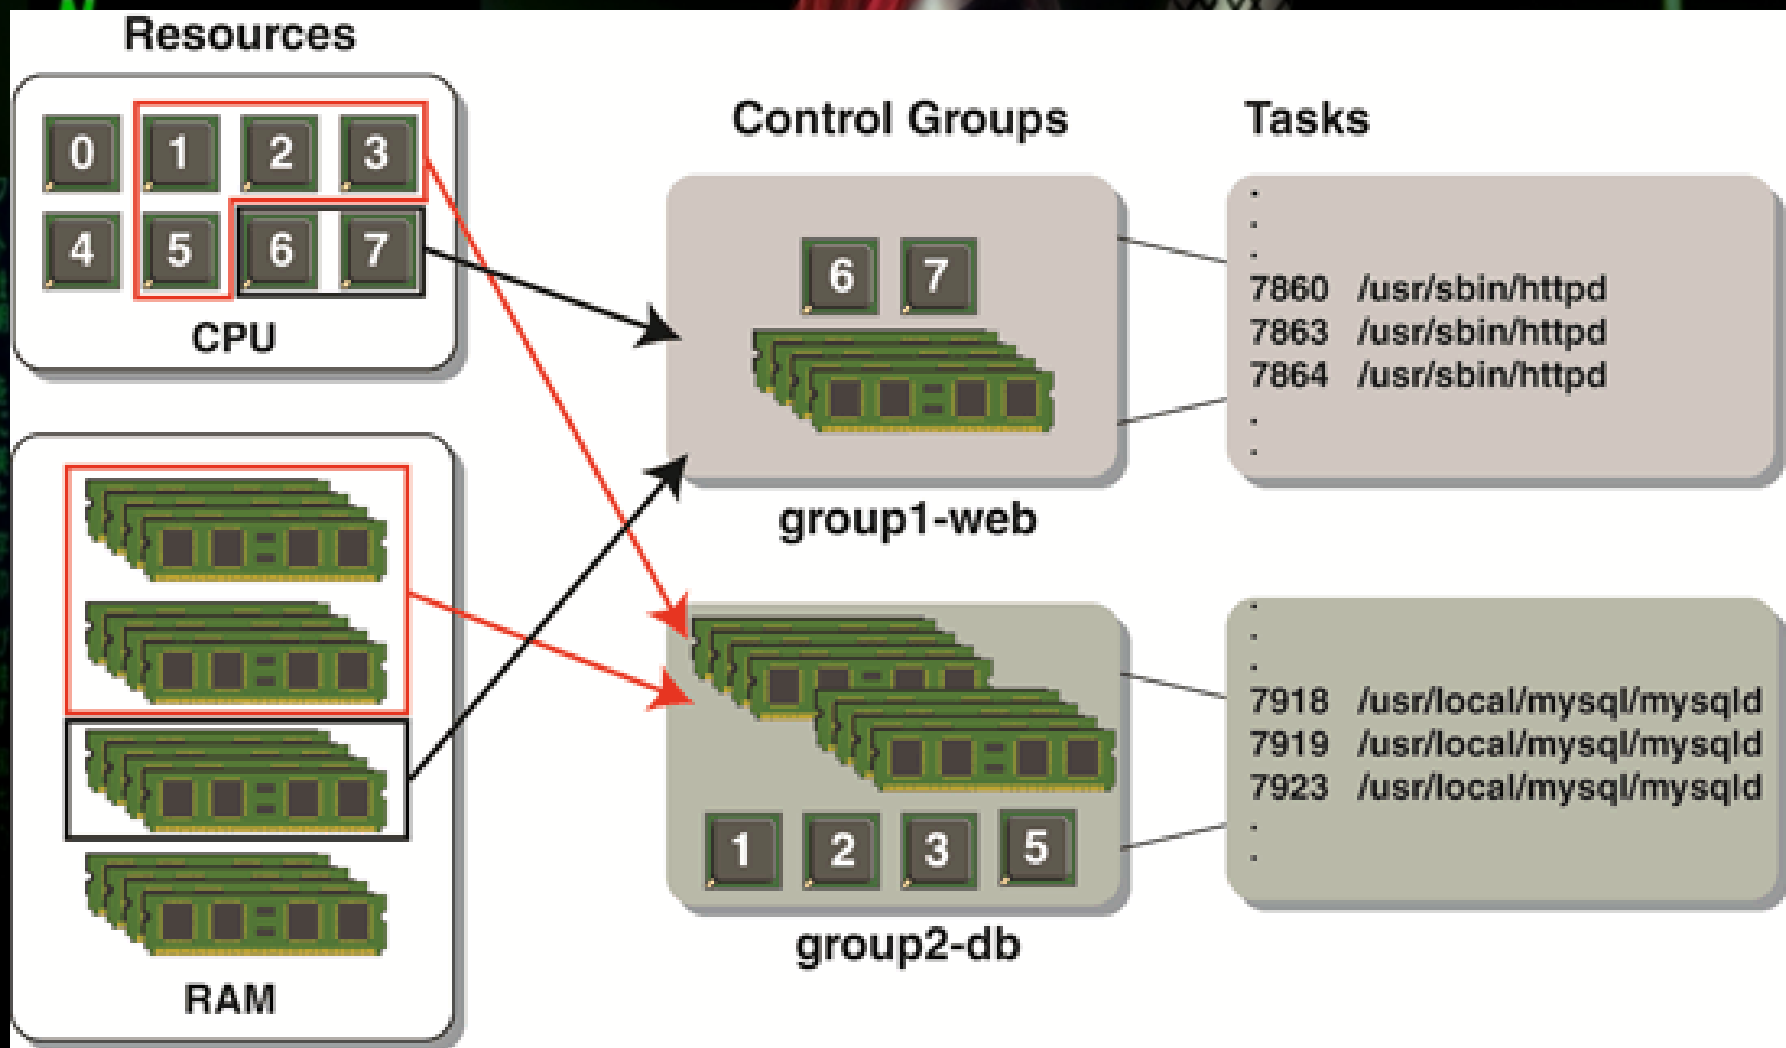 Resources
0 1 2 3
4 5 6 7
CPU
RAM
Control Groups
6 7
group1-web
1 2 3 5
group2-db
Tasks
.
.
.
7860 /usr/sbin/httpd
7863 /usr/sbin/httpd
7864 /usr/sbin/httpd
.
.
.
.
.
7918 /usr/local/mysql/mysqld
7919 /usr/local/mysql/mysqld
7923 /usr/local/mysql/mysqld
.
.